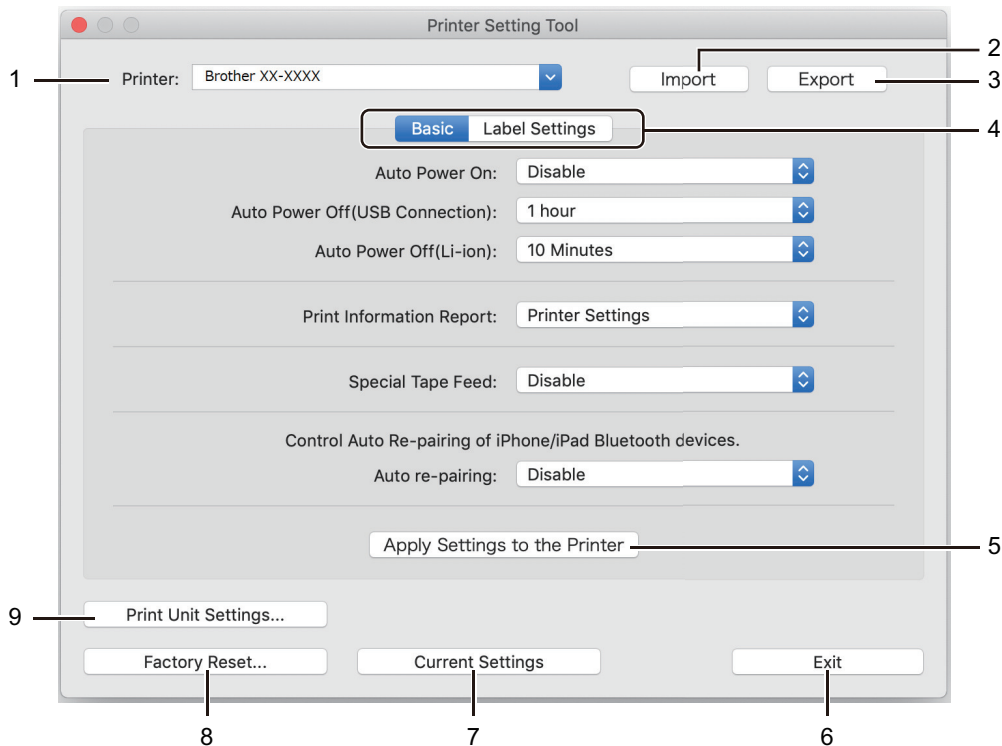 Printer Setting Tool
1
Printer:
Brother XX-XXXX
Import
2
Export
3
Basic
Label Settings
4
Auto Power On:
Disable
Auto Power Off(USB Connection):
1 hour
Auto Power Off(Li-ion):
10 Minutes
Print Information Report:
Printer Settings
Special Tape Feed:
Disable
Control Auto Re-pairing of iPhone/iPad Bluetooth devices.
Auto re-pairing:
Disable
Apply Settings to the Printer
5
9
Print Unit Settings...
Factory Reset...
Current Settings
Exit
8
7
6